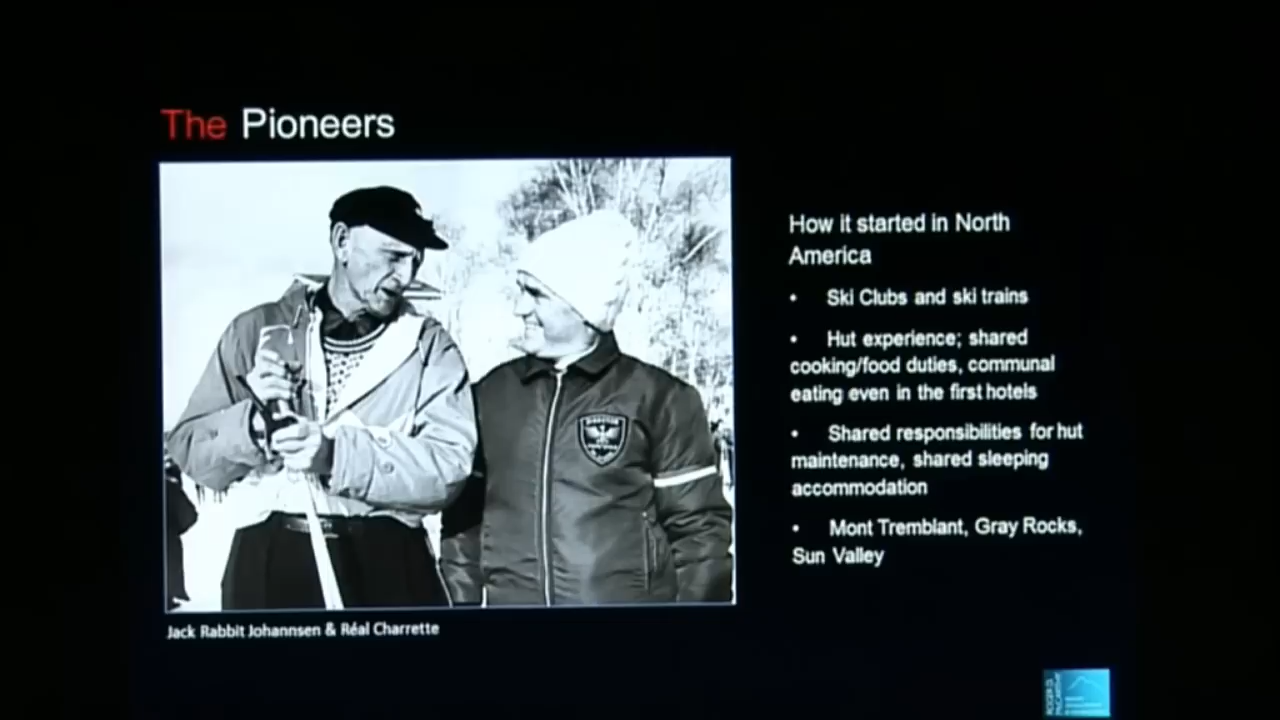 The Pioneers
How it started in North
America
• Ski Clubs and ski trains
• Hut experience; shared
cooking/food duties, communal
eating even in the first hotels
• Shared responsibilities for hut
maintenance, shared sleeping
accommodation
• Mont Tremblant, Gray Rocks,
Sun Valley
Jack Rabbit Johannsen & Réal Charrette